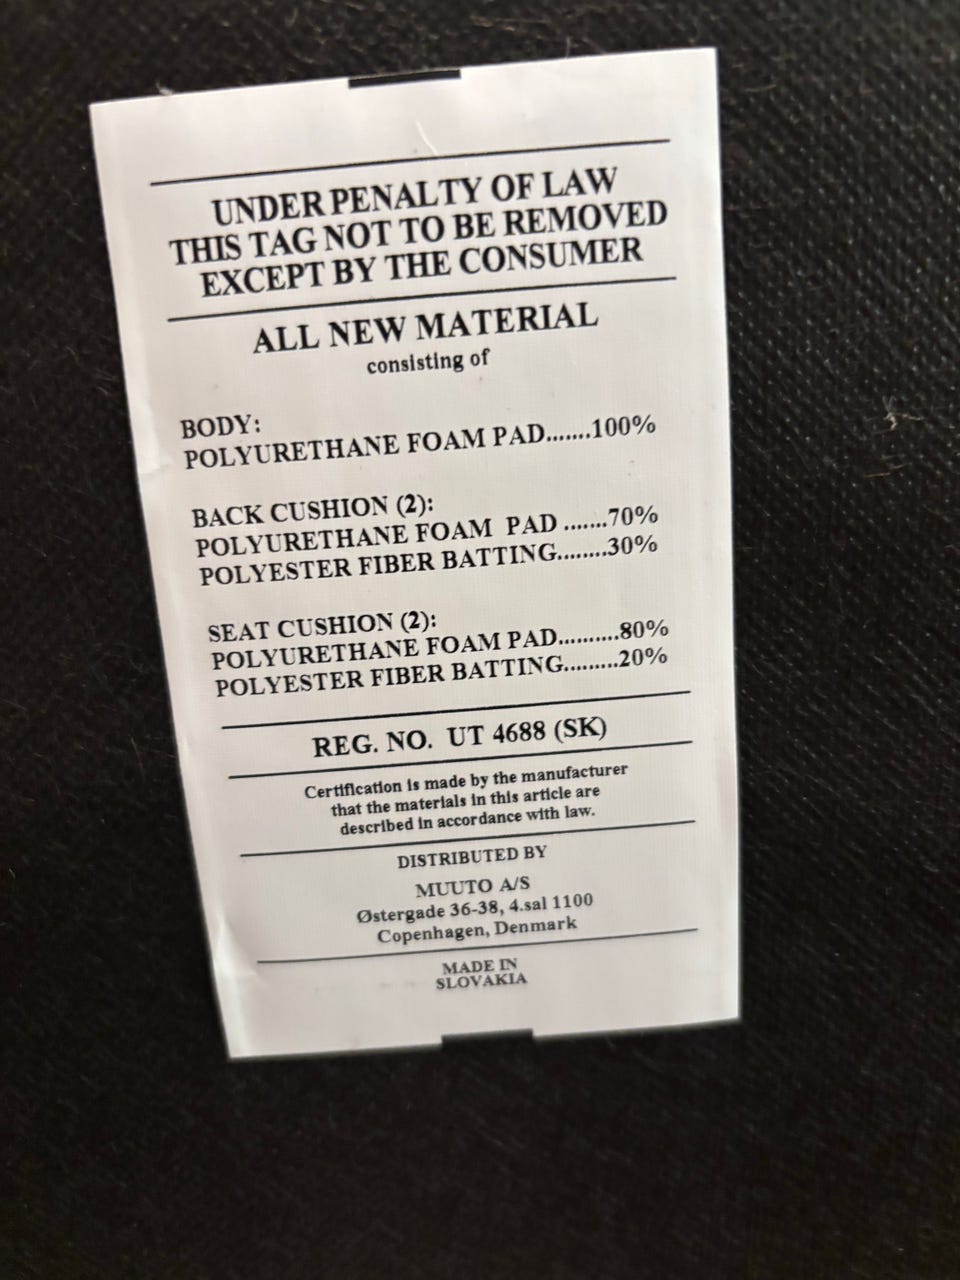 UNDER PENALTY OF LAW
THIS TAG NOT TO BE REMOVED
EXCEPT BY THE CONSUMER
ALL NEW MATERIAL
consisting of
BODY:
POLYURETHANE FOAM PAD.......100%
BACK CUSHION (2):
POLYURETHANE FOAM PAD .......70%
POLYESTER FIBER BATTING........30%
SEAT CUSHION (2):
POLYURETHANE FOAM PAD..........80%
POLYESTER FIBER BATTING.........20%
REG. NO. UT 4688 (SK)
Certification is made by the manufacturer
that the materials in this article are
described in accordance with law.
DISTRIBUTED BY
MUUTO A/S
Østergade 36-38, 4.sal 1100
Copenhagen, Denmark
MADE IN
SLOVAKIA